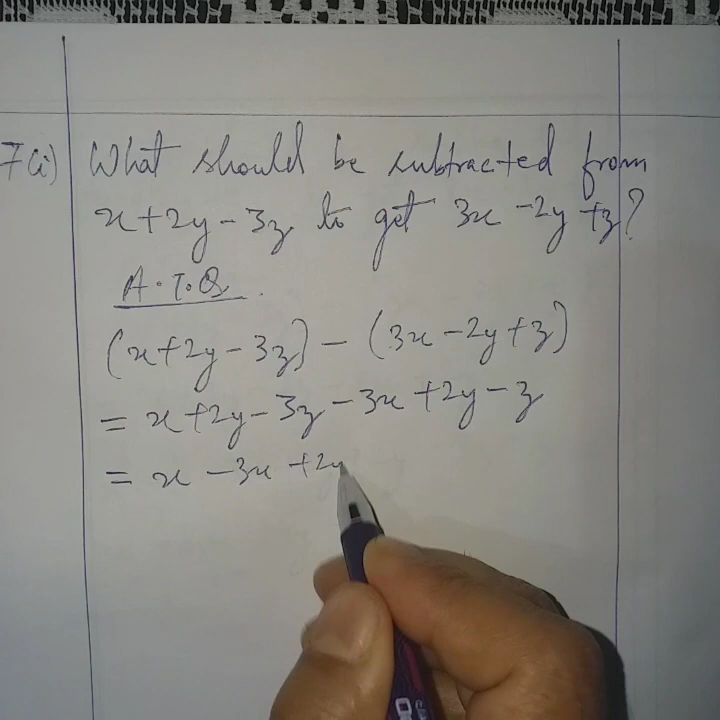 7(i) What should be subtracted from
x+2y-3z to get 3x-2y+z?
A.T.Q.
(x+2y-3z)-(3x-2y+z)
=x+2y-3z-3x+2y-z
=x-3x+2y